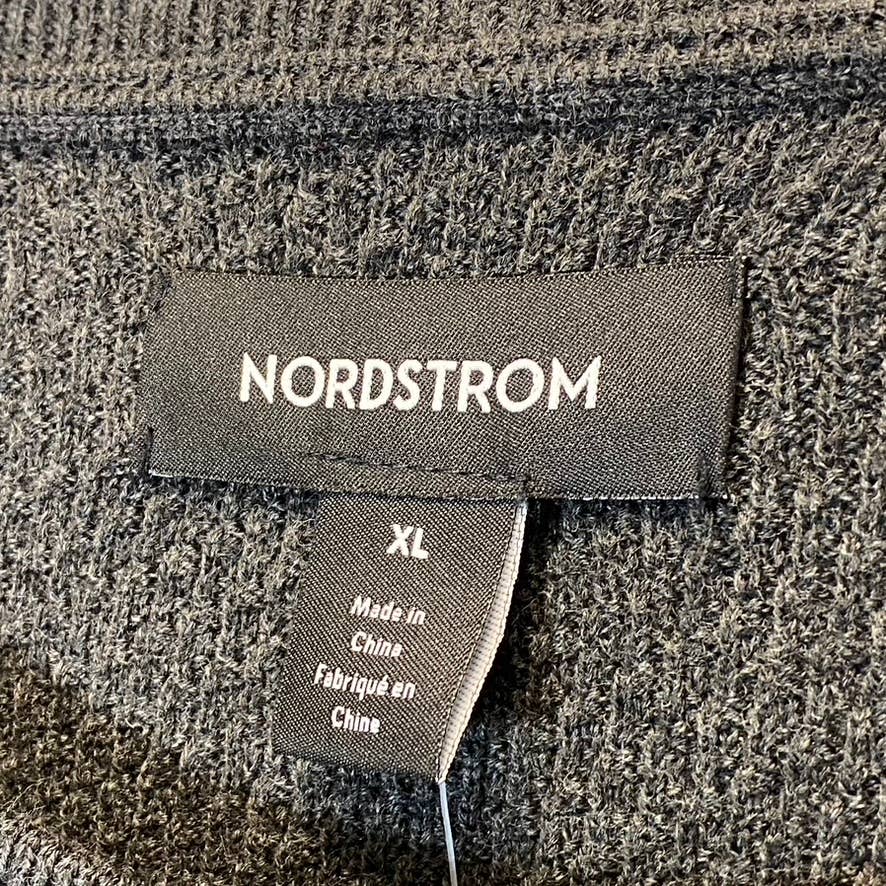 NORDSTROM
XL
Made in
China
Fabriqué en
Chine